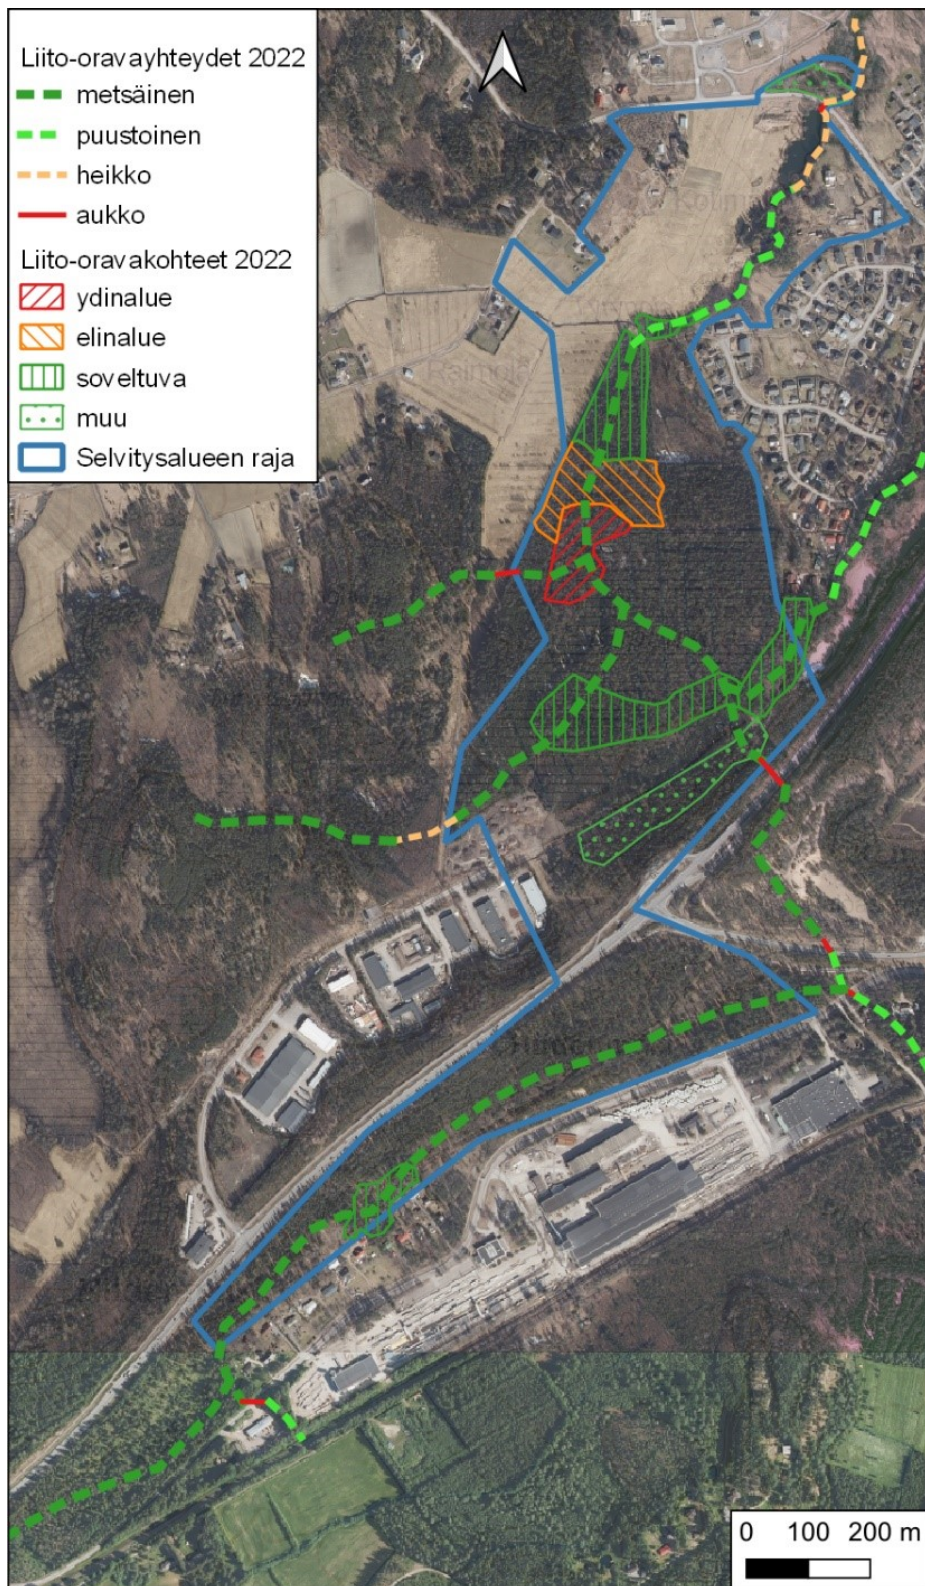 Liito-oravayhteydet 2022
metsäinen
puustoinen
heikko
aukko
Liito-oravakohteet 2022
ydinalue
elinalue
soveltuva
muu
Selvitysalueen raja
0 100 200 m